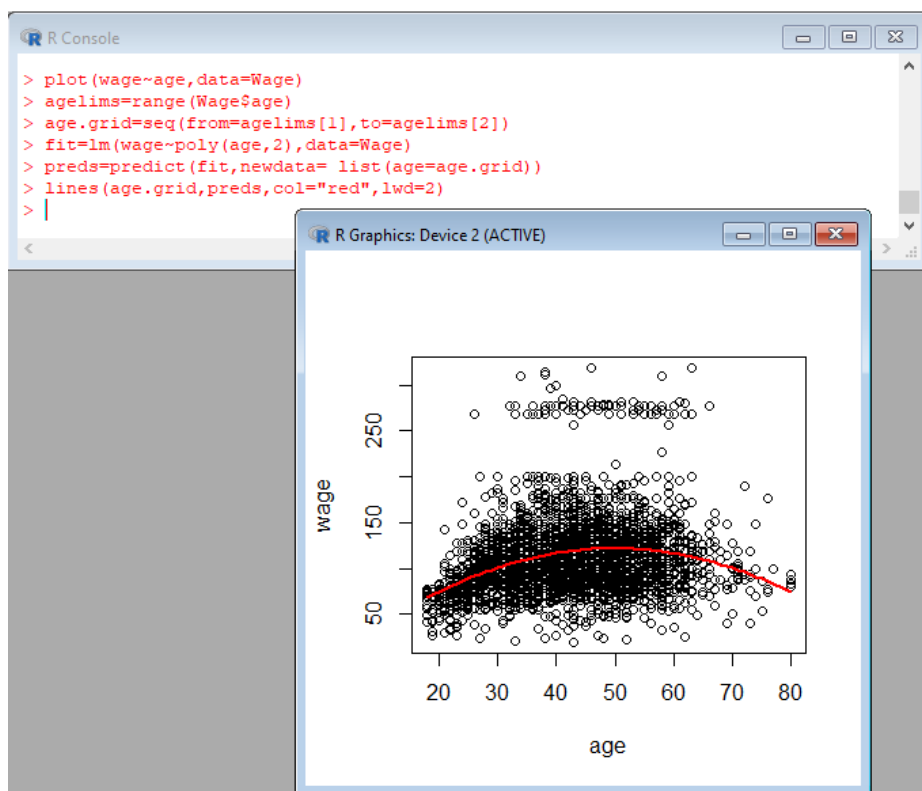 R Console
> plot(wage~age,data=Wage)
> agelims=range(Wage$age)
> age.grid=seq(from=agelims[1],to=agelims[2])
> fit=lm(wage~poly(age,2),data=Wage)
> preds=predict(fit,newdata= list(age=age.grid))
> lines(age.grid,preds,col="red",lwd=2)
>
R Graphics: Device 2 (ACTIVE)
250
150
50
wage
20 30 40 50 60 70 80
age